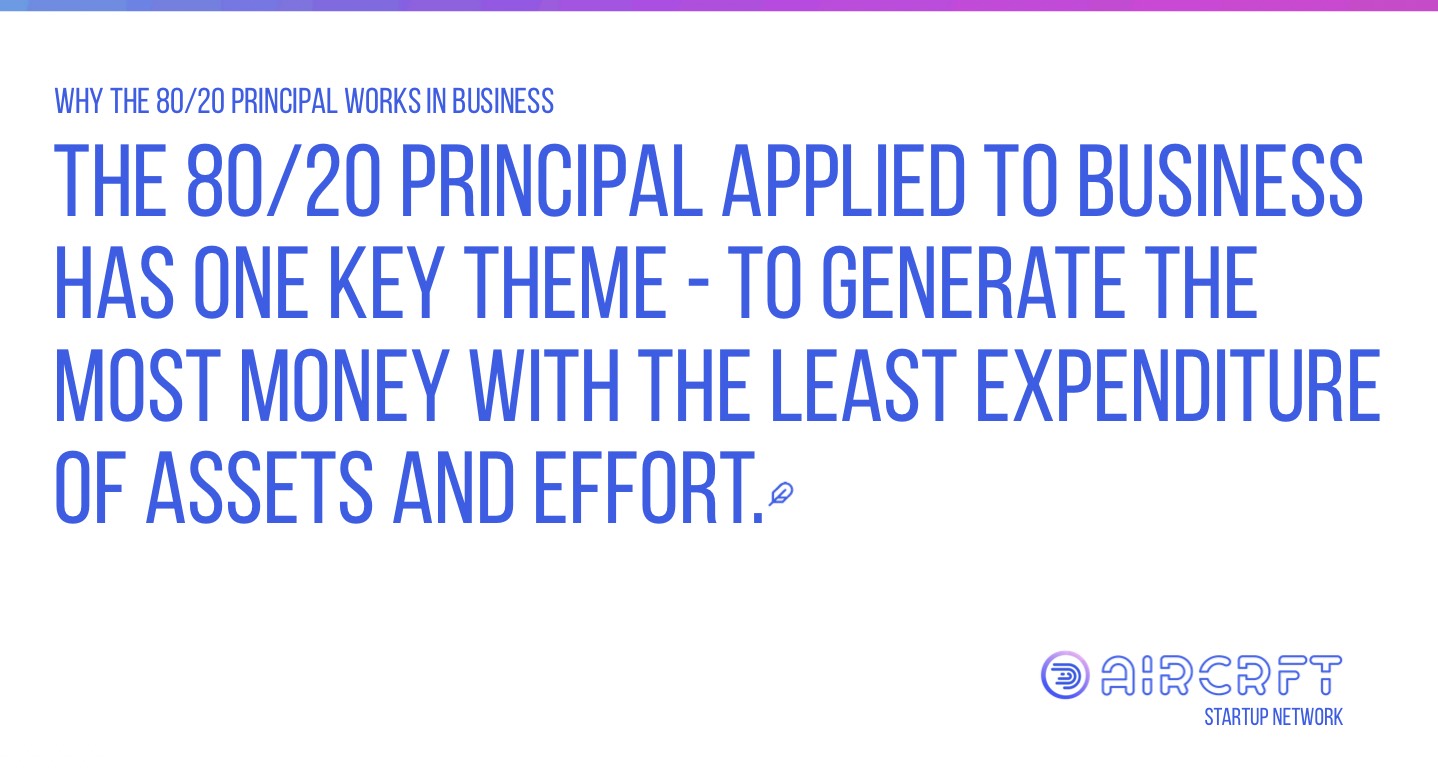 WHY THE 80/20 PRINCIPAL WORKS IN BUSINESS
THE 80/20 PRINCIPAL APPLIED TO BUSINESS
HAS ONE KEY THEME - TO GENERATE THE
MOST MONEY WITH THE LEAST EXPENDITURE
OF ASSETS AND EFFORT.
AIRCRFT
STARTUP NETWORK